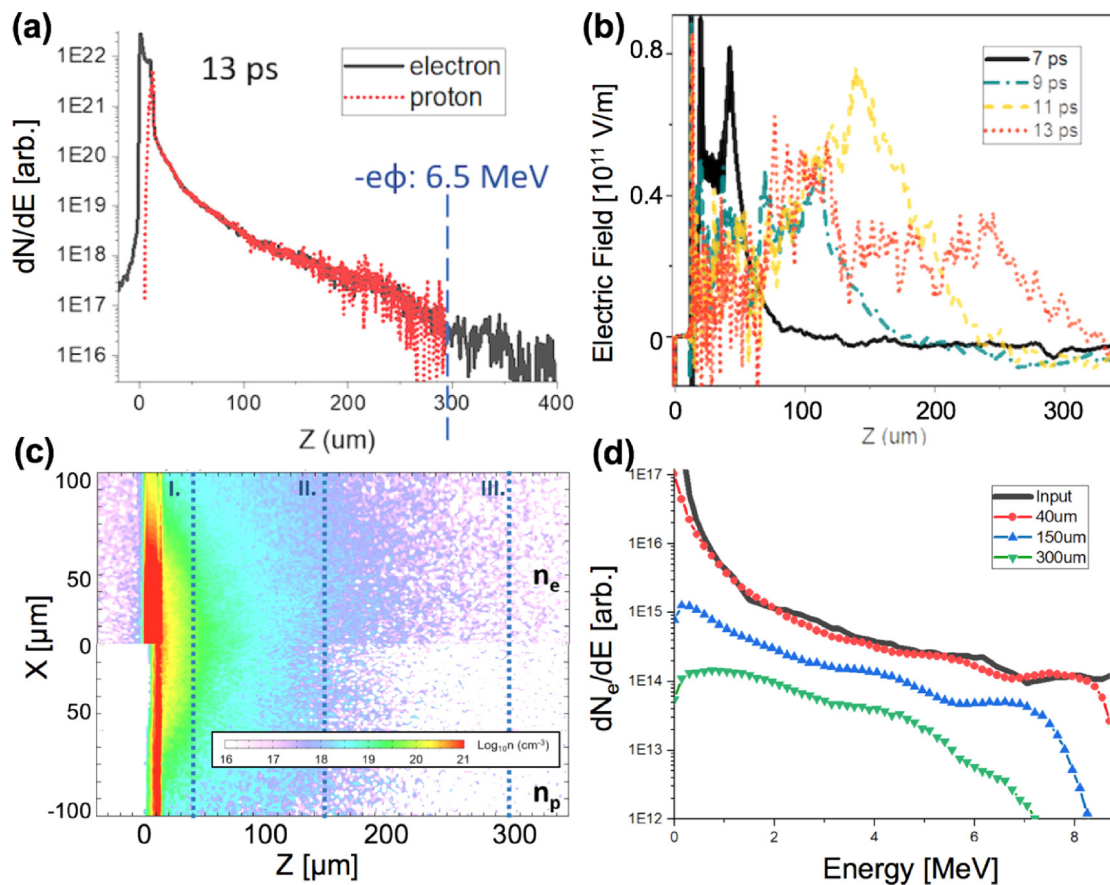 (a)
13 ps
electron
proton
-eϕ: 6.5 MeV
dN/dE [arb.]
1E22
1E21
1E20
1E19
1E18
1E17
1E16
0
100
200
300
400
Z (um)
(b)
7 ps
9 ps
11 ps
13 ps
Electric Field [10¹¹ V/m]
0.8
0.4
0
0
100
200
300
Z (um)
(c)
I.
II.
III.
nₑ
nₚ
X [µm]
100
50
0
50
-100
Log₁₀n (cm⁻³)
16 17 18 19 20 21
0
100
200
300
Z [µm]
(d)
Input
40um
150um
300um
dNₑ/dE [arb.]
1E17
1E16
1E15
1E14
1E13
1E12
0
2
4
6
8
Energy [MeV]